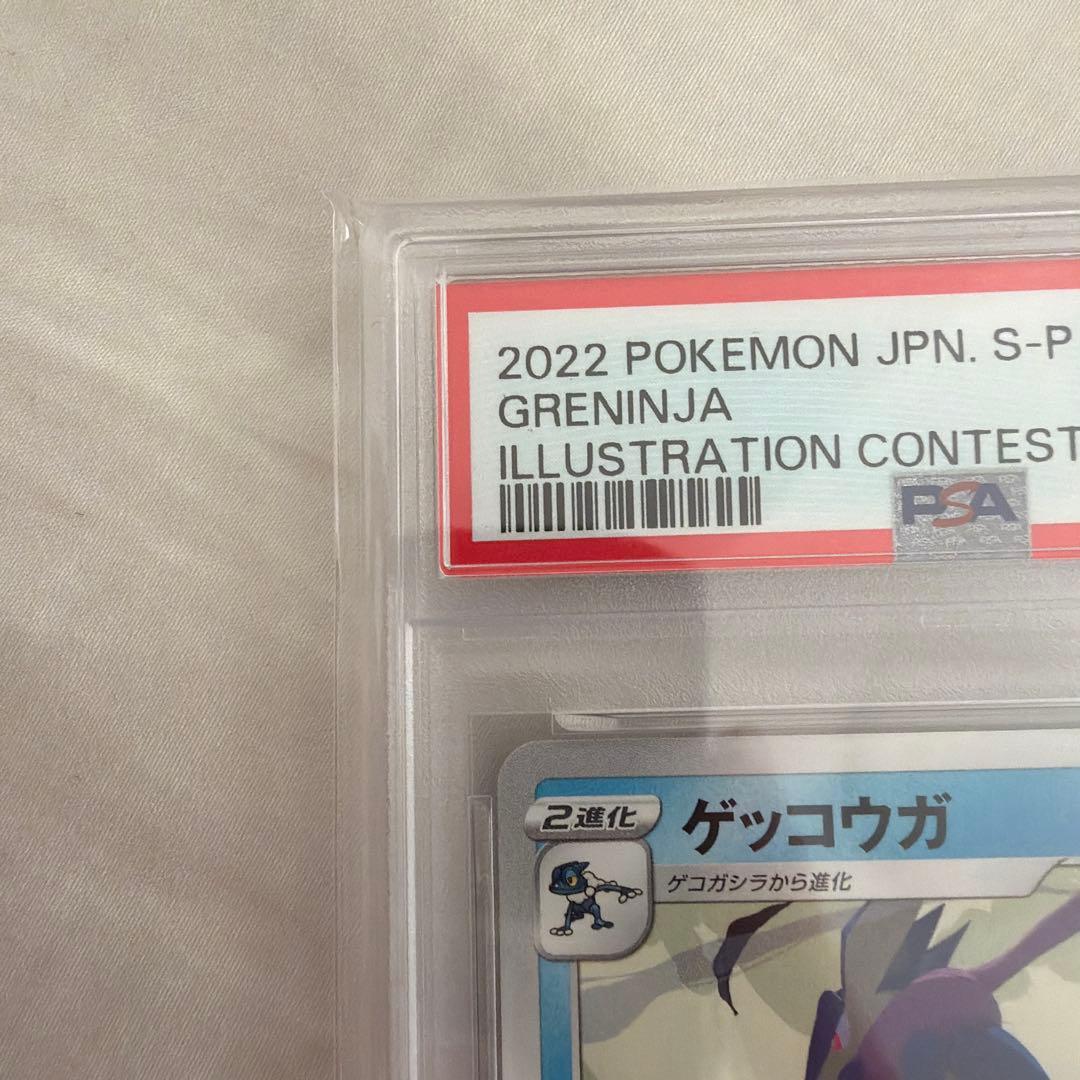 2022 POKEMON JPN. S-P
GRENINJA
ILLUSTRATION CONTEST
PSA
2進化
ゲッコウガ
ゲコガシラから進化